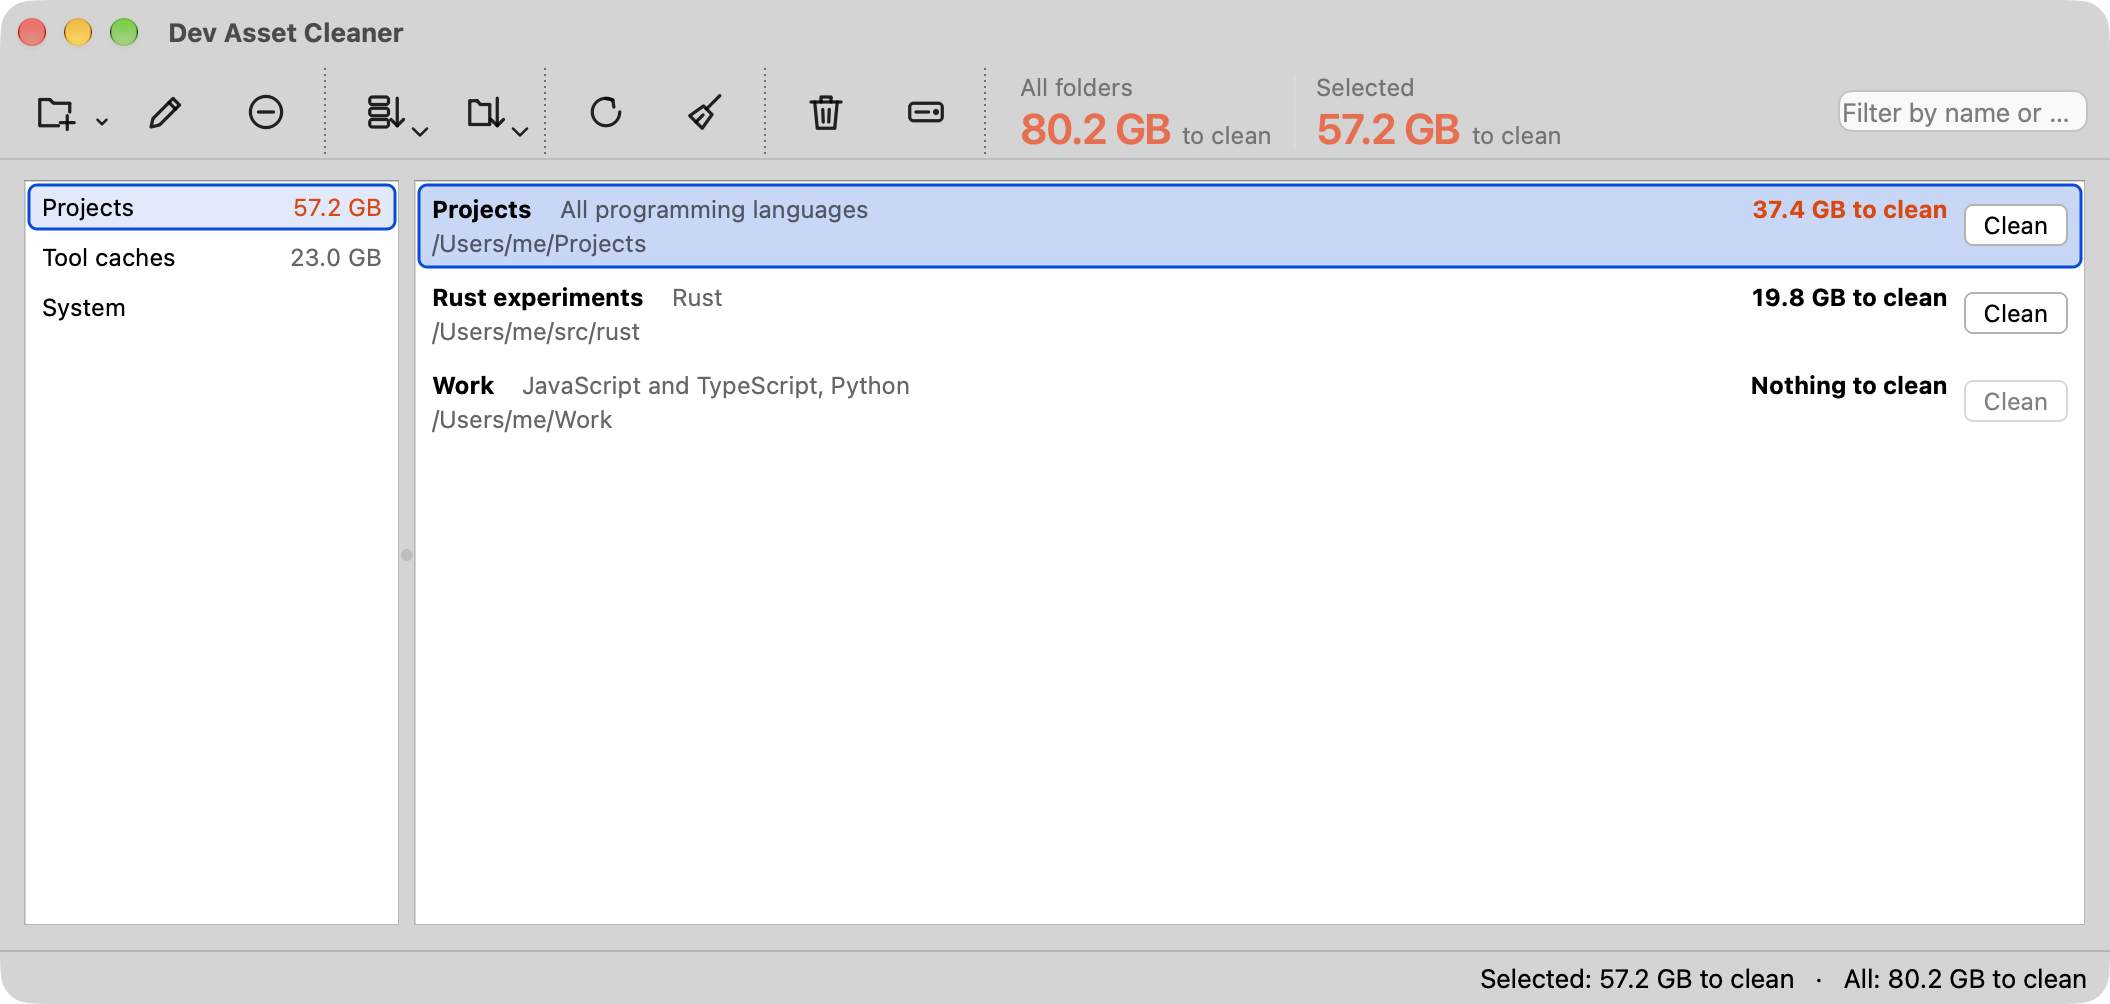 Dev Asset Cleaner
All folders
80.2 GB to clean
Selected
57.2 GB to clean
Filter by name or ...
Projects 57.2 GB
Tool caches 23.0 GB
System
Projects All programming languages 37.4 GB to clean Clean
/Users/me/Projects
Rust experiments Rust 19.8 GB to clean Clean
/Users/me/src/rust
Work JavaScript and TypeScript, Python Nothing to clean Clean
/Users/me/Work
Selected: 57.2 GB to clean · All: 80.2 GB to clean